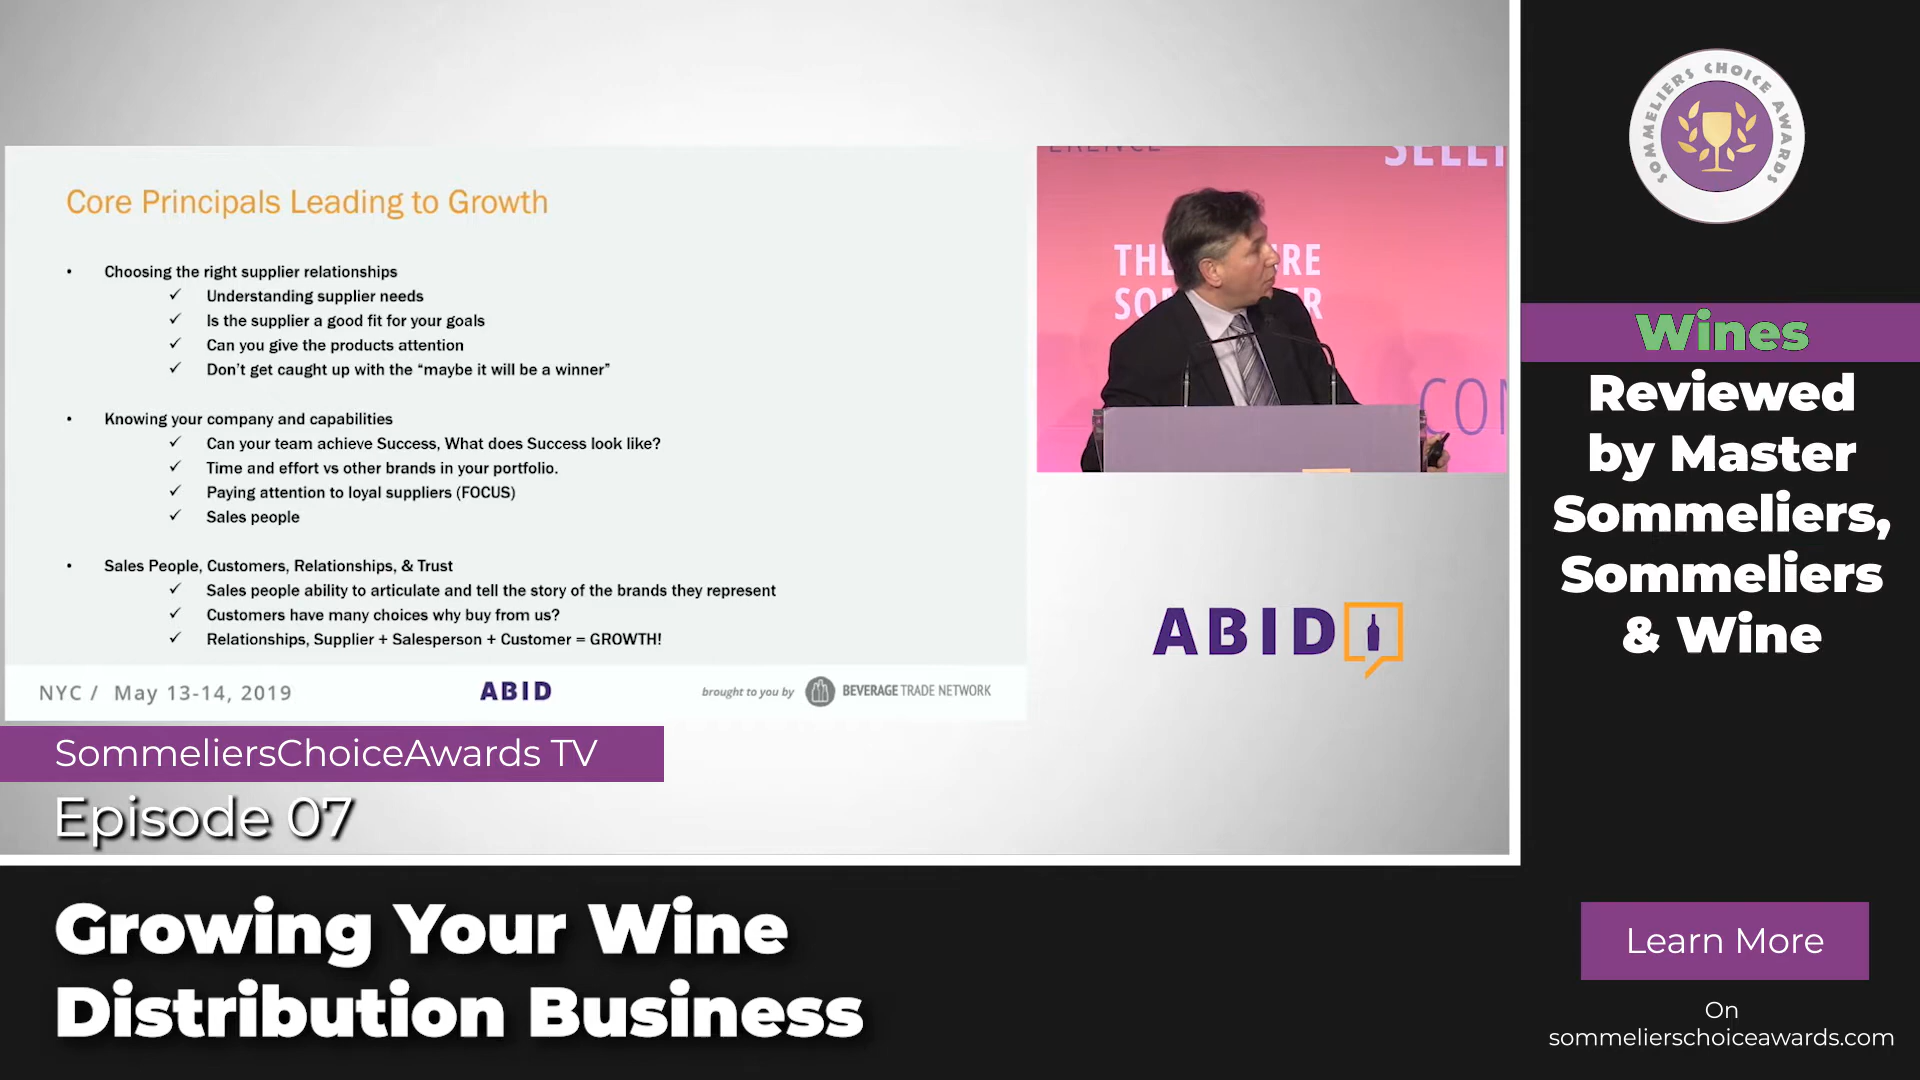 Core Principals Leading to Growth
• Choosing the right supplier relationships
✓ Understanding supplier needs
✓ Is the supplier a good fit for your goals
✓ Can you give the products attention
✓ Don’t get caught up with the “maybe it will be a winner”
• Knowing your company and capabilities
✓ Can your team achieve Success, What does Success look like?
✓ Time and effort vs other brands in your portfolio.
✓ Paying attention to loyal suppliers (FOCUS)
✓ Sales people
• Sales People, Customers, Relationships, & Trust
✓ Sales people ability to articulate and tell the story of the brands they represent
✓ Customers have many choices why buy from us?
✓ Relationships, Supplier + Salesperson + Customer = GROWTH!
NYC / May 13-14, 2019
ABID
brought to you by BEVERAGE TRADE NETWORK
THE
ABID
SommeliersChoiceAwards TV
Episode 07
Growing Your Wine
Distribution Business
SOMMELIERS CHOICE AWARDS
Wines
Reviewed
by Master
Sommeliers,
Sommeliers
& Wine
Learn More
On
sommelierschoiceawards.com